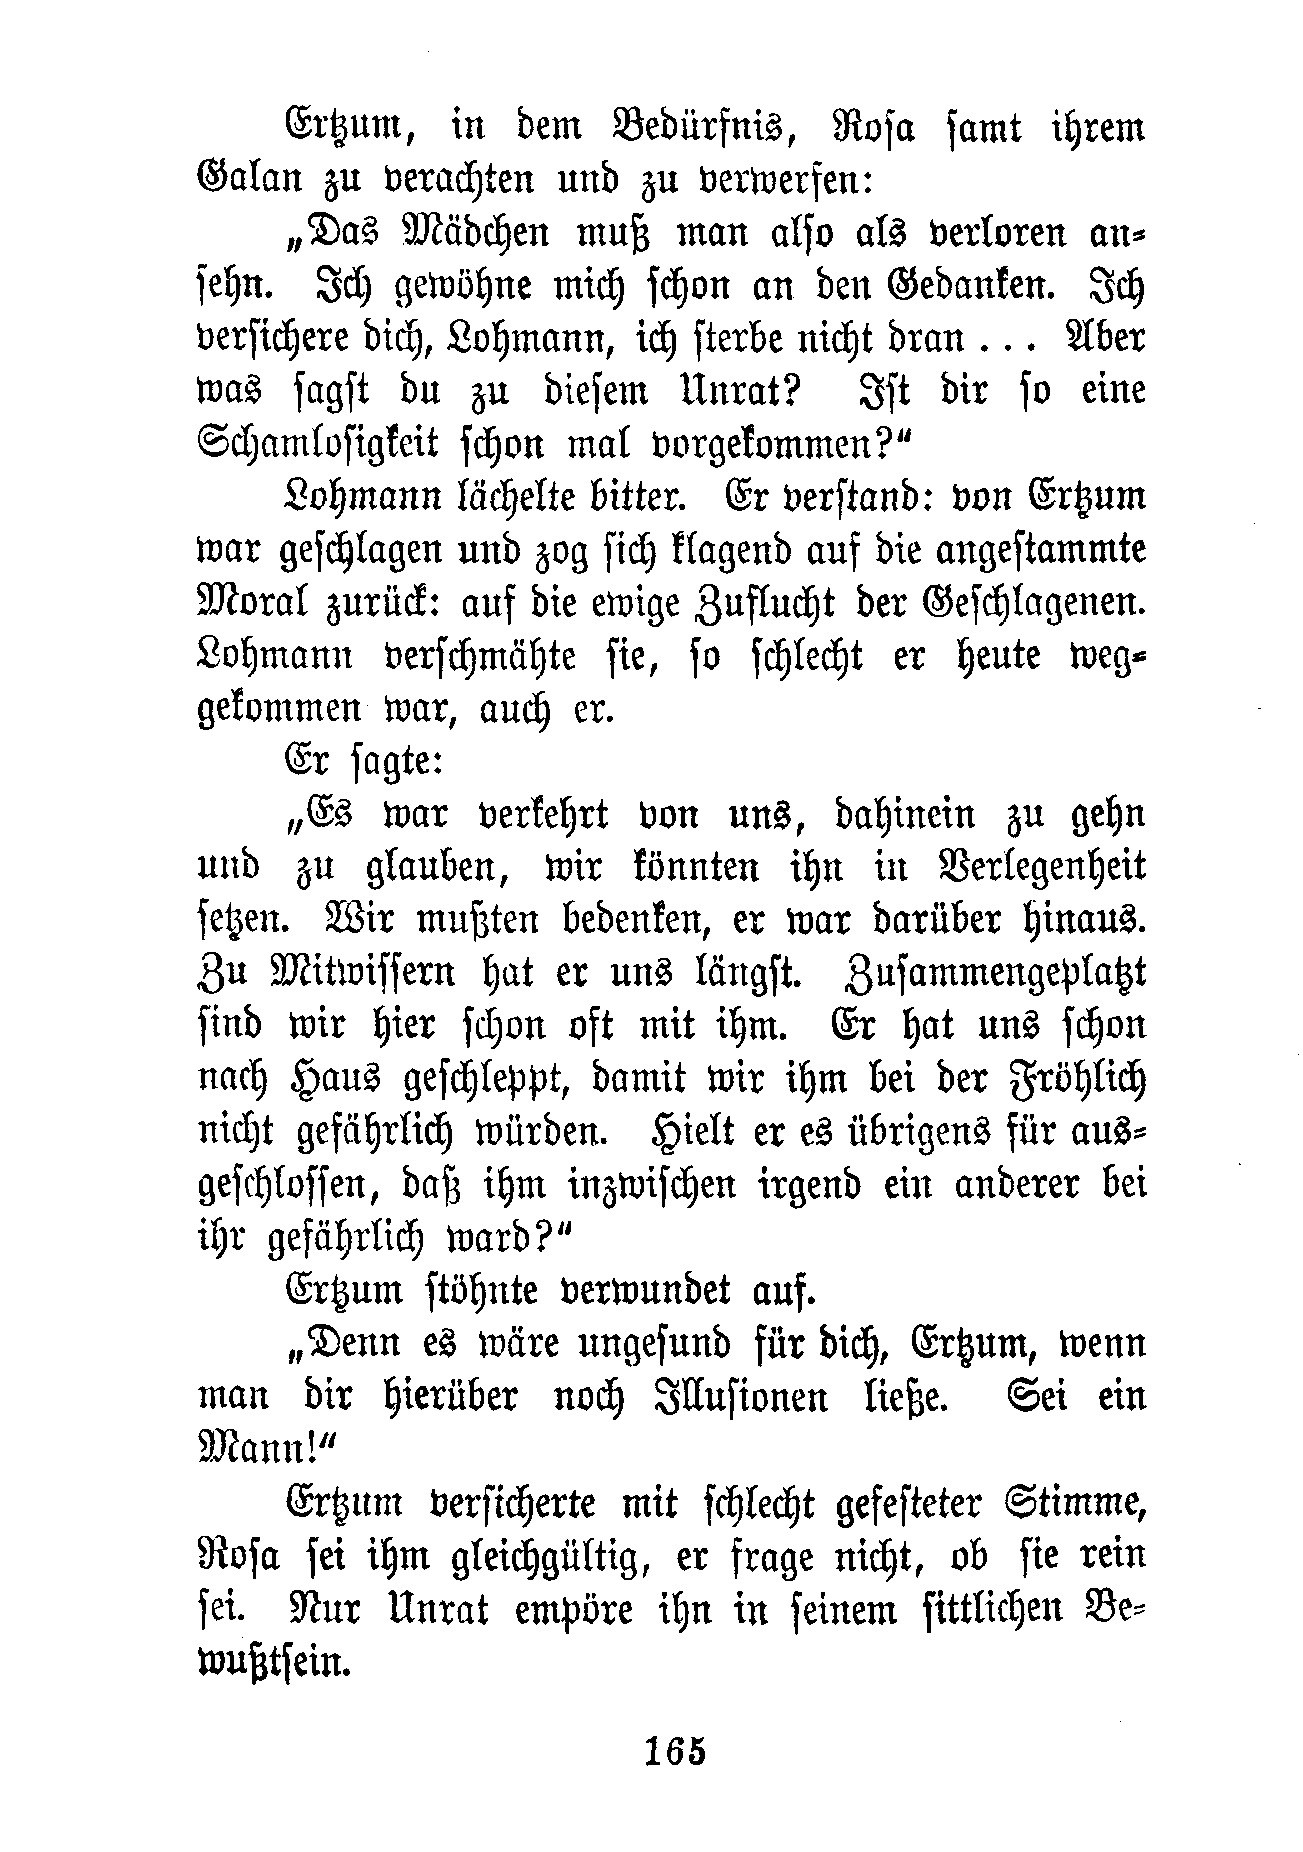 Ertzum, in dem Bedürfnis, Rosa samt ihrem
Galan zu verachten und zu verwerfen:
„Das Mädchen muß man also als verloren an-
sehn. Ich gewöhne mich schon an den Gedanken. Ich
versichere dich, Lohmann, ich sterbe nicht dran . . . Aber
was sagst du zu diesem Unrat? Ist dir so eine
Schamlosigkeit schon mal vorgekommen?“
Lohmann lächelte bitter. Er verstand: von Ertzum
war geschlagen und zog sich klagend auf die angestammte
Moral zurück: auf die ewige Zuflucht der Geschlagenen.
Lohmann verschmähte sie, so schlecht er heute weg-
gekommen war, auch er.
Er sagte:
„Es war verkehrt von uns, dahinein zu gehn
und zu glauben, wir könnten ihn in Verlegenheit
setzen. Wir mußten bedenken, er war darüber hinaus.
Zu Mitwissern hat er uns längst. Zusammengeplatzt
sind wir hier schon oft mit ihm. Er hat uns schon
nach Haus geschleppt, damit wir ihm bei der Fröhlich
nicht gefährlich würden. Hielt er es übrigens für aus-
geschlossen, daß ihm inzwischen irgend ein anderer bei
ihr gefährlich ward?“
Ertzum stöhnte verwundet auf.
„Denn es wäre ungesund für dich, Ertzum, wenn
man dir hierüber noch Illusionen ließe. Sei ein
Mann!“
Ertzum versicherte mit schlecht gefesteter Stimme,
Rosa sei ihm gleichgültig, er frage nicht, ob sie rein
sei. Nur Unrat empöre ihn in seinem sittlichen Be-
wußtsein.
165